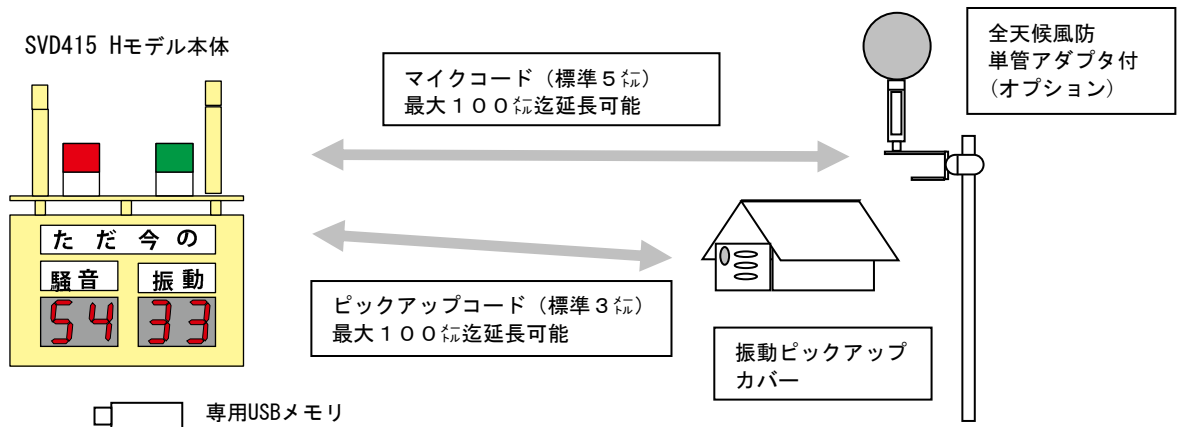 SVD415 Hモデル本体
ただ今の
騒音 振動
54 33
専用USBメモリ
マイクコード（標準５㍍）
最大１００㍍迄延長可能
ピックアップコード（標準３㍍）
最大１００㍍迄延長可能
全天候風防
単管アダプタ付
(オプション)
振動ピックアップ
カバー